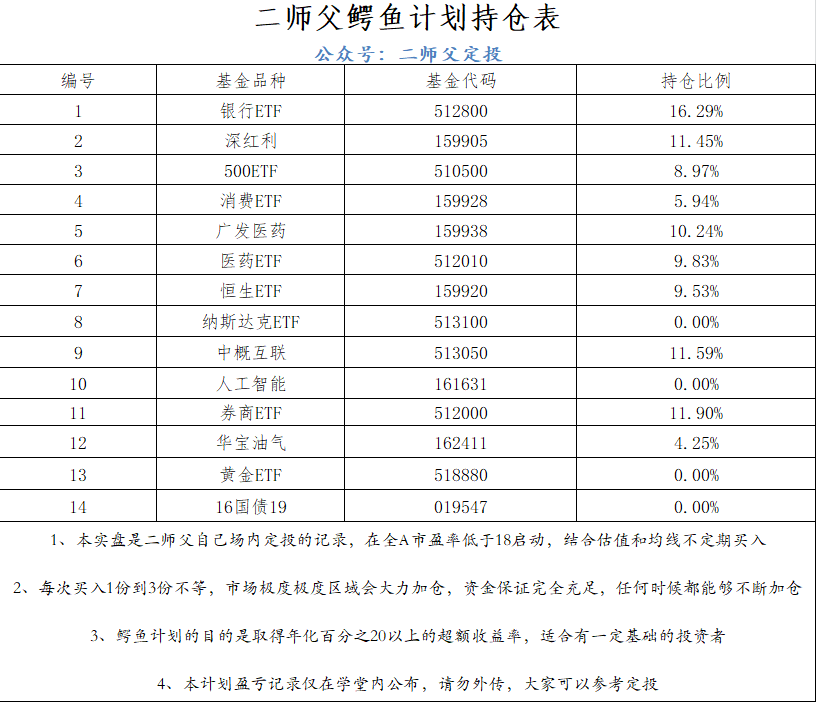 二师父鳄鱼计划持仓表
公众号：二师父定投
编号 基金品种 基金代码 持仓比例
1 银行ETF 512800 16.29%
2 深红利 159905 11.45%
3 500ETF 510500 8.97%
4 消费ETF 159928 5.94%
5 广发医药 159938 10.24%
6 医药ETF 512010 9.83%
7 恒生ETF 159920 9.53%
8 纳斯达克ETF 513100 0.00%
9 中概互联 513050 11.59%
10 人工智能 161631 0.00%
11 券商ETF 512000 11.90%
12 华宝油气 162411 4.25%
13 黄金ETF 518880 0.00%
14 16国债19 019547 0.00%
1、本实盘是二师父自己场内定投的记录，在全A市盈率低于18启动，结合估值和均线不定期买入
2、每次买入1份到3份不等，市场极度极度区域会大力加仓，资金保证完全充足，任何时候都能够不断加仓
3、鳄鱼计划的目的是取得年化百分之20以上的超额收益率，适合有一定基础的投资者
4、本计划盈亏记录仅在学堂内公布，请勿外传，大家可以参考定投